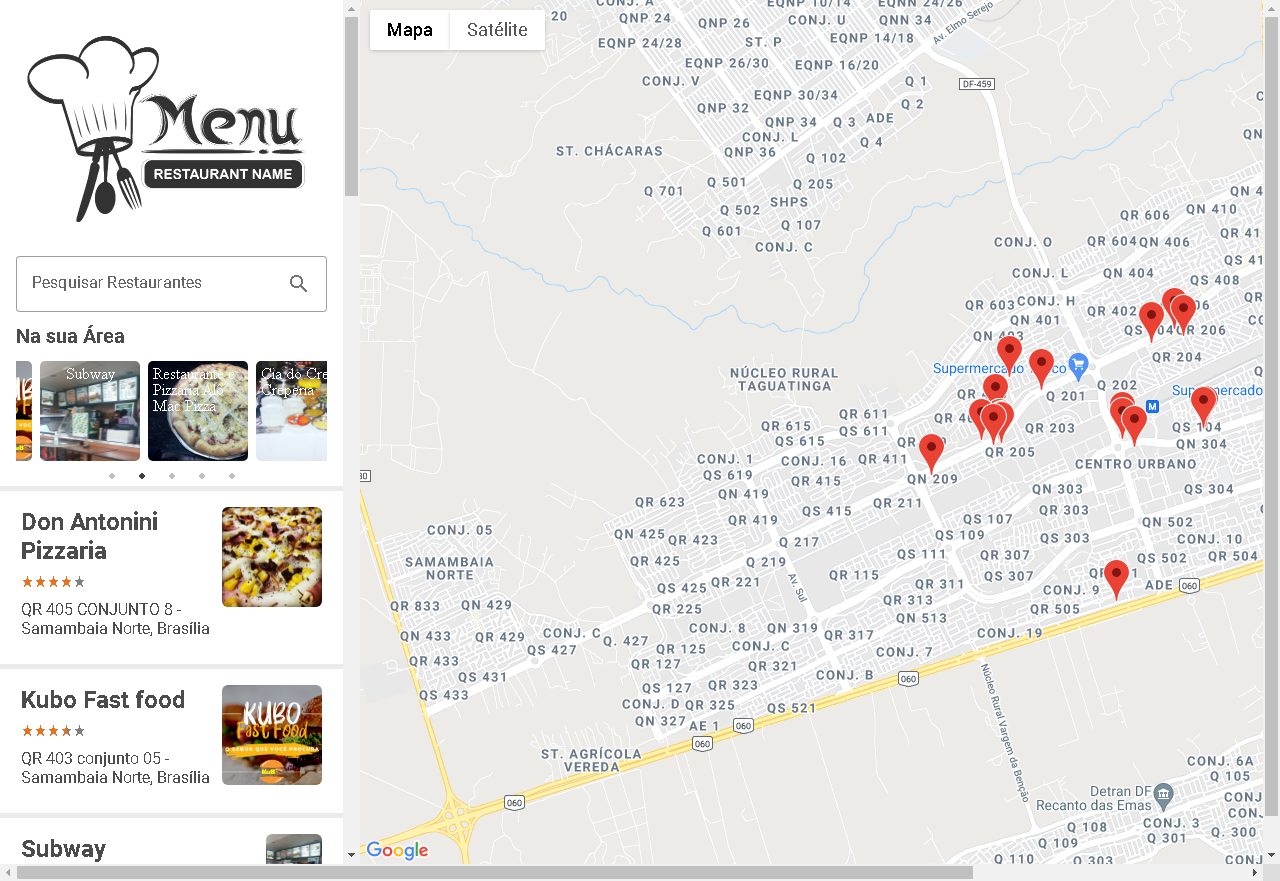 Menu
RESTAURANT NAME
Pesquisar Restaurantes
Na sua Área
Subway
Restaurante e
Pizzaria Alô
Mac Pizza
Cia do Cre
Creperia
Don Antonini
Pizzaria
QR 405 CONJUNTO 8 -
Samambaia Norte, Brasília
Kubo Fast food
QR 403 conjunto 05 -
Samambaia Norte, Brasília
KUBO
Fast Food
O SABOR QUE VOCÊ PROCURA
Subway
Mapa
Satélite
20
QNP 24
QNP 26
CONJ. U
EQNP 10/14
EQNN 24/26
QNN 34
Av. Elmo Serejo
EQNP 24/28
ST. P
EQNP 14/18
EQNP 26/30
EQNP 16/20
CONJ. V
Q 1
DF-459
EQNP 30/34
QNP 32
Q 2
QNP 34
Q 3
ADE
CONJ. L
Q 4
ST. CHÁCARAS
QNP 36
Q 102
Q 701
Q 501
Q 205
SHPS
Q 502
Q 107
Q 601
CONJ. C
QR 606
QN 410
CONJ. O
QR 604
QN 406
CONJ. L
QN 404
QS 408
QR 603
CONJ. H
QR 402
QN 401
QR 206
QN 403
QR 204
Supermercado
NÚCLEO RURAL
TAGUATINGA
Q 202
Supermercado
Q 201
M
QR 611
QR 615
QS 611
QR 203
QS 104
QN 304
QS 615
QR 205
CONJ. 1
CONJ. 16
QR 411
CENTRO URBANO
QS 619
QR 415
QN 209
QN 419
QN 303
QS 304
QR 623
QS 415
QR 211
QR 303
QR 419
QS 107
QN 502
CONJ. 05
QN 425
QR 423
Q 217
QS 109
QS 303
CONJ. 10
SAMAMBAIA
NORTE
QR 425
Q 219
QS 111
QR 307
QS 502
QR 504
QS 425
QR 221
Av. Sul
QR 115
QS 307
QR 311
CONJ. 9
ADE
060
QR 833
QN 429
QR 225
QR 313
QR 505
QN 433
QR 429
CONJ. C
Q. 427
CONJ. 8
QN 319
QR 317
QN 513
CONJ. 19
QS 427
QR 125
CONJ. C
CONJ. 7
QR 433
QR 127
QR 321
QS 431
CONJ. B
060
QS 433
QS 127
QR 323
CONJ. D
QR 325
QS 521
QN 327
AE 1
060
060
ST. AGRÍCOLA
VEREDA
Núcleo Rural Vargem da Benção
060
CONJ. 6A
Q 105
Detran DF
Recanto das Emas
CONJ. 3
Q 108
Q 301
Q. 300
Q 110
Q 303
Google